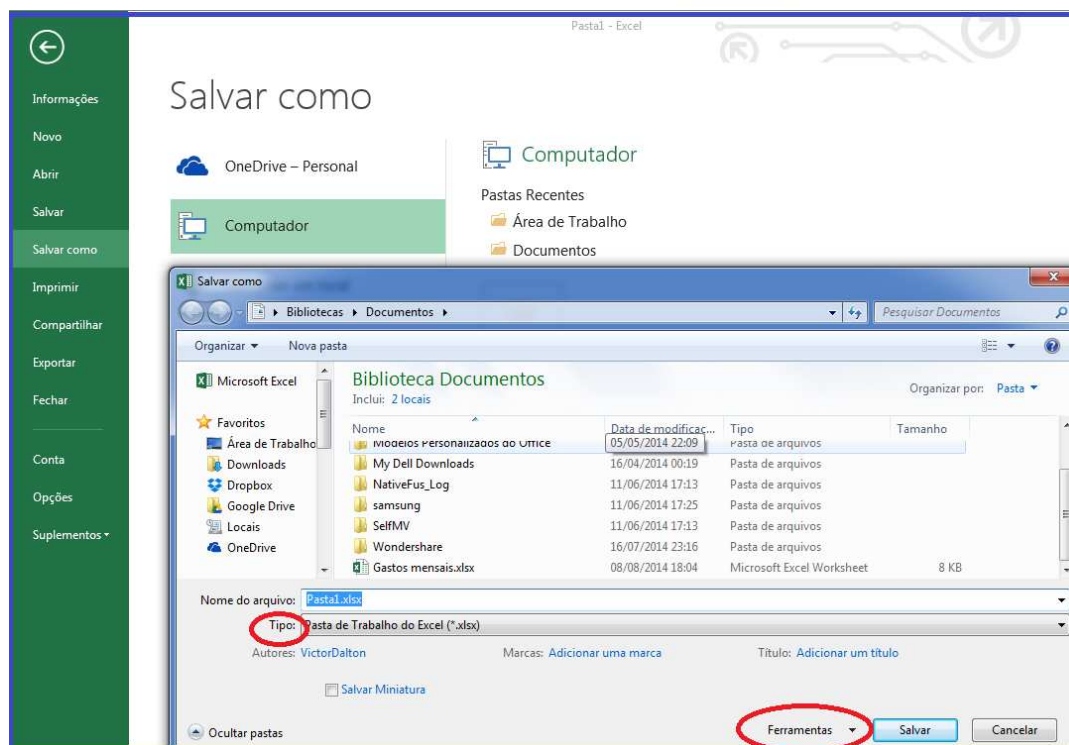 Pasta1 - Excel
Informações
Novo
Abrir
Salvar
Salvar como
Imprimir
Compartilhar
Exportar
Fechar
Conta
Opções
Suplementos
Salvar como
OneDrive – Personal
Computador
Computador
Pastas Recentes
Área de Trabalho
Documentos
Salvar como
Bibliotecas Documentos
Pesquisar Documentos
Organizar Nova pasta
Microsoft Excel
Favoritos
Área de Trabalho
Downloads
Dropbox
Google Drive
Locais
OneDrive
Biblioteca Documentos
Inclui: 2 locais
Organizar por: Pasta
Nome Data de modificaç... Tipo Tamanho
Modelos Personalizados do Office 05/05/2014 22:09 Pasta de arquivos
My Dell Downloads 16/04/2014 00:19 Pasta de arquivos
NativeFus_Log 11/06/2014 17:13 Pasta de arquivos
samsung 11/06/2014 17:25 Pasta de arquivos
SelfMV 11/06/2014 17:13 Pasta de arquivos
Wondershare 16/07/2014 23:16 Pasta de arquivos
Gastos mensais.xlsx 08/08/2014 18:04 Microsoft Excel Worksheet 8 KB
Nome do arquivo: Pasta1.xlsx
Tipo: Pasta de Trabalho do Excel (*.xlsx)
Autores: VictorDalton Marcas: Adicionar uma marca Título: Adicionar um título
Salvar Miniatura
Ocultar pastas Ferramentas Salvar Cancelar